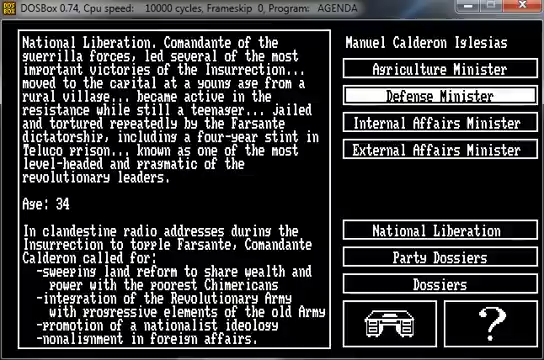 DOSBox 0.74, Cpu speed: 10000 cycles, Frameskip 0, Program: AGENDA
National Liberation. Comandante of the
guerrilla forces, led several of the most
important victories of the Insurrection...
moved to the capital at a young age from a
rural village... became active in the
resistance while still a teenager... jailed
and tortured repeatedly by the Farsante
dictatorship, including a four-year stint in
Teluco prison... known as one of the most
level-headed and pragmatic of the
revolutionary leaders.
Age: 34
In clandestine radio addresses during the
Insurrection to topple Farsante, Comandante
Calderon called for:
-sweeping land reform to share wealth and
power with the poorest Chimericans
-integration of the Revolutionary Army
with progressive elements of the old Army
-promotion of a nationalist ideology
-nonalignment in foreign affairs.
Manuel Calderon Iglesias
Agriculture Minister
Defense Minister
Internal Affairs Minister
External Affairs Minister
National Liberation
Party Dossiers
Dossiers
?